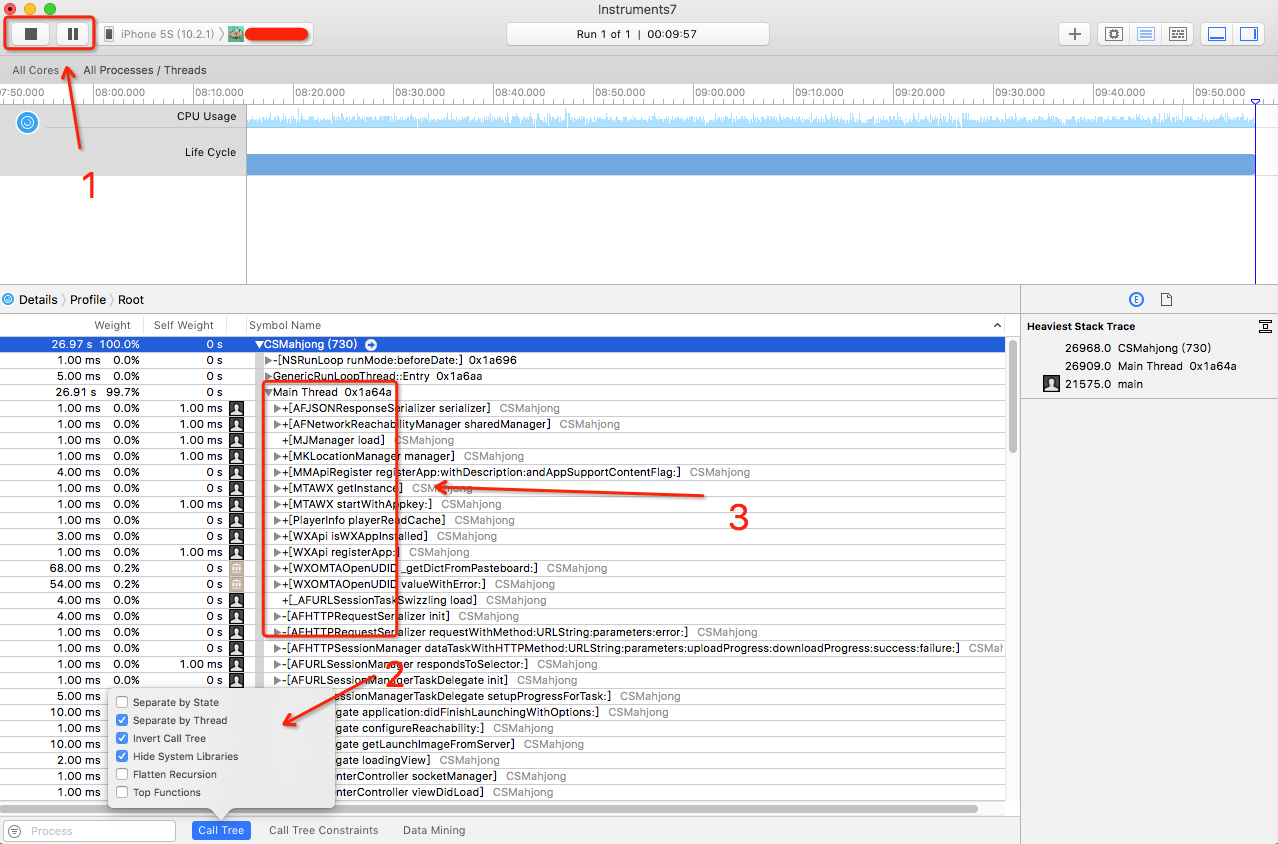 Instruments7
iPhone 5S (10.2.1)
Run 1 of 1 | 00:09:57
All Cores All Processes / Threads
07:50.000 08:00.000 08:10.000 08:20.000 08:30.000 08:40.000 08:50.000 09:00.000 09:10.000 09:20.000 09:30.000 09:40.000 09:50.000
CPU Usage
Life Cycle
1
Details Profile Root
E
Weight Self Weight Symbol Name
26.97 s 100.0% 0 s CSMahjong (730)
1.00 ms 0.0% 0 s -[NSRunLoop runMode:beforeDate:] 0x1a696
5.00 ms 0.0% 0 s GenericRunLoopThread::Entry 0x1a6aa
26.91 s 99.7% 0 s Main Thread 0x1a64a
1.00 ms 0.0% 1.00 ms +[AFJSONResponseSerializer serializer] CSMahjong
1.00 ms 0.0% 1.00 ms +[AFNetworkReachabilityManager sharedManager] CSMahjong
1.00 ms 0.0% 1.00 ms +[MJManager load] CSMahjong
1.00 ms 0.0% 1.00 ms +[MKLocationManager manager] CSMahjong
4.00 ms 0.0% 0 s +[MMApiRegister registerApp:withDescription:andAppSupportContentFlag:] CSMahjong
1.00 ms 0.0% 0 s +[MTAWX getInstance] CSMahjong
1.00 ms 0.0% 1.00 ms +[MTAWX startWithAppkey:] CSMahjong
1.00 ms 0.0% 0 s +[PlayerInfo playerReadCache] CSMahjong
3.00 ms 0.0% 0 s +[WXApi isWXAppInstalled] CSMahjong
1.00 ms 0.0% 1.00 ms +[WXApi registerApp:] CSMahjong
68.00 ms 0.2% 0 s +[WXOMTAOpenUDID _getDictFromPasteboard:] CSMahjong
54.00 ms 0.2% 0 s +[WXOMTAOpenUDID valueWithError:] CSMahjong
4.00 ms 0.0% 0 s +[_AFURLSessionTaskSwizzling load] CSMahjong
4.00 ms 0.0% 0 s -[AFHTTPRequestSerializer init] CSMahjong
1.00 ms 0.0% 0 s -[AFHTTPRequestSerializer requestWithMethod:URLString:parameters:error:] CSMahjong
1.00 ms 0.0% 0 s -[AFHTTPSessionManager dataTaskWithHTTPMethod:URLString:parameters:uploadProgress:downloadProgress:success:failure:] CSMah
1.00 ms 0.0% 1.00 ms -[AFURLSessionManager respondsToSelector:] CSMahjong
1.00 ms 0.0% 0 s -[AFURLSessionManagerTaskDelegate init] CSMahjong
5.00 ms essionManagerTaskDelegate setupProgressForTask:] CSMahjong
10.00 ms gate application:didFinishLaunchingWithOptions:] CSMahjong
1.00 ms gate configureReachability:] CSMahjong
10.00 ms gate getLaunchImageFromServer] CSMahjong
2.00 ms gate loadingView] CSMahjong
1.00 ms nterController socketManager] CSMahjong
1.00 ms nterController viewDidLoad] CSMahjong
3
2
Separate by State
Separate by Thread
Invert Call Tree
Hide System Libraries
Flatten Recursion
Top Functions
Process Call Tree Call Tree Constraints Data Mining
Heaviest Stack Trace
26968.0 CSMahjong (730)
26909.0 Main Thread 0x1a64a
21575.0 main